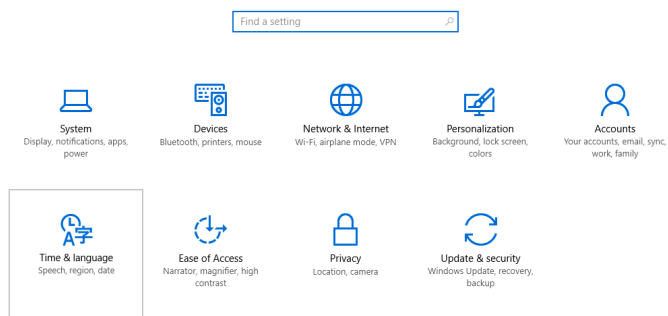 Find a setting
System
Display, notifications, apps,
power
Devices
Bluetooth, printers, mouse
Network & Internet
Wi-Fi, airplane mode, VPN
Personalization
Background, lock screen,
colors
Accounts
Your accounts, email, sync,
work, family
A字
Time & language
Speech, region, date
Ease of Access
Narrator, magnifier, high
contrast
Privacy
Location, camera
Update & security
Windows Update, recovery,
backup